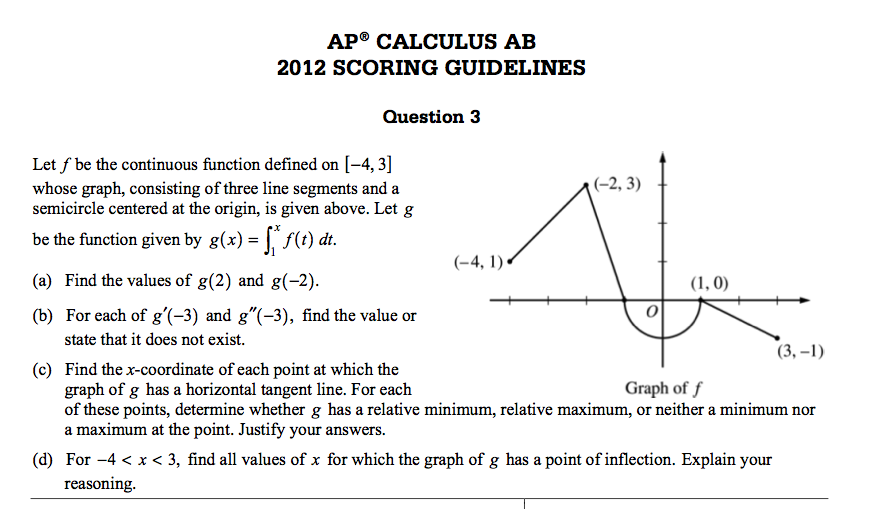 AP® CALCULUS AB
2012 SCORING GUIDELINES
Question 3
Let f be the continuous function defined on [−4, 3]
whose graph, consisting of three line segments and a
semicircle centered at the origin, is given above. Let g
be the function given by g(x) = ∫₁ˣ f(t) dt.
(a) Find the values of g(2) and g(−2).
(b) For each of g′(−3) and g″(−3), find the value or
state that it does not exist.
(c) Find the x-coordinate of each point at which the
graph of g has a horizontal tangent line. For each
of these points, determine whether g has a relative minimum, relative maximum, or neither a minimum nor
a maximum at the point. Justify your answers.
(d) For −4 < x < 3, find all values of x for which the graph of g has a point of inflection. Explain your
reasoning.
(−2, 3)
(−4, 1)
(1, 0)
O
(3, −1)
Graph of f